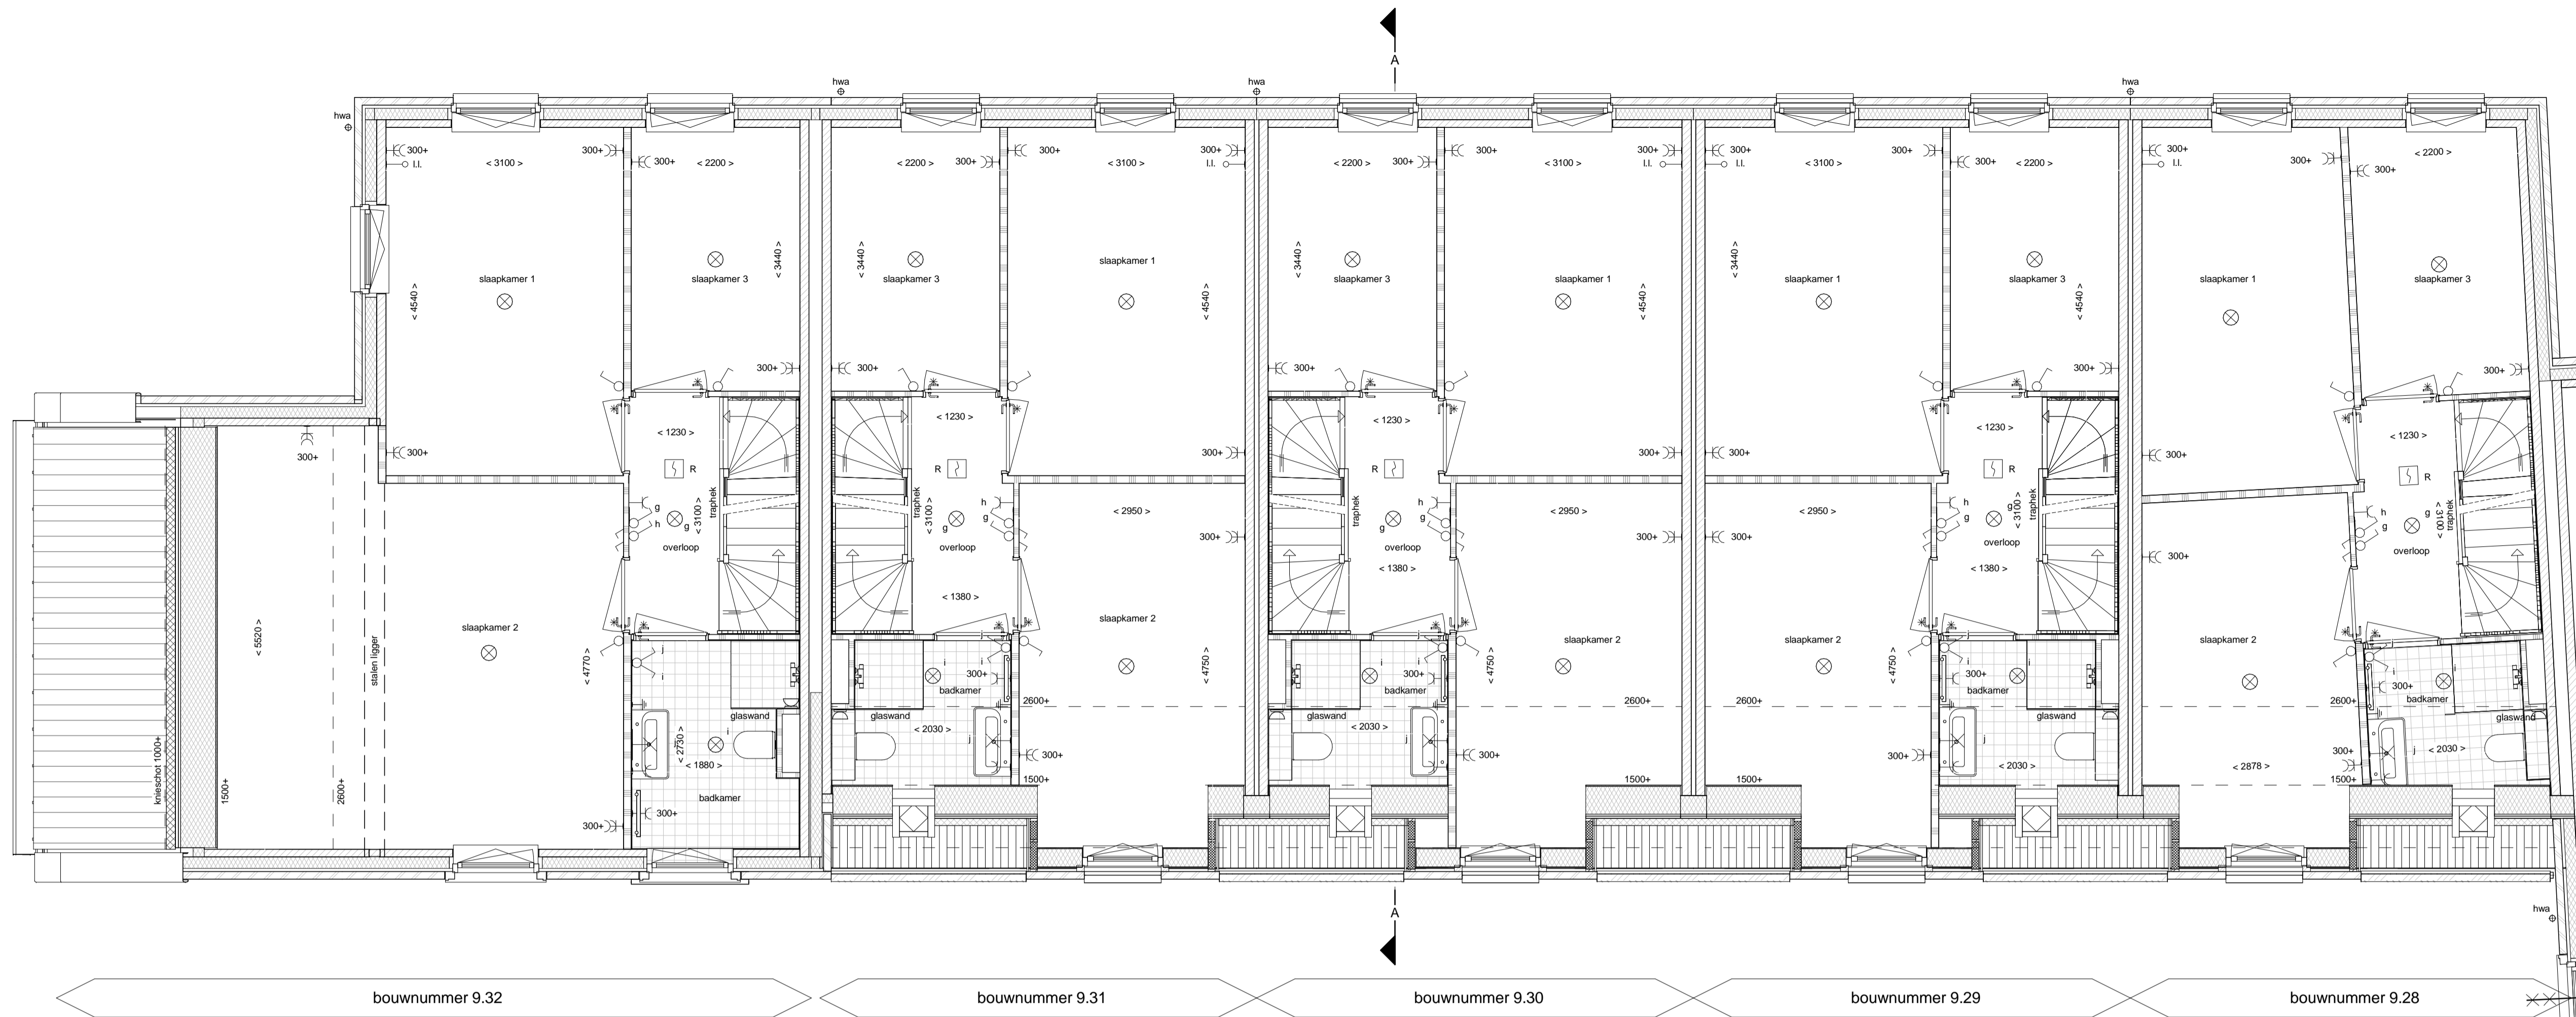 A
hwa
hwa
hwa
hwa
300+
l.l.
< 3100 >
300+
300+
< 2200 >
< 2200 >
300+
300+
< 3100 >
300+
l.l.
< 2200 >
300+
300+
< 3100 >
300+
l.l.
300+
l.l.
< 3100 >
300+
300+
< 2200 >
300+
l.l.
300+
300+
< 2200 >
slaapkamer 1
< 4540 >
slaapkamer 3
< 3440 >
< 3440 >
slaapkamer 3
slaapkamer 1
< 4540 >
< 3440 >
slaapkamer 3
slaapkamer 1
< 4540 >
< 3440 >
slaapkamer 1
slaapkamer 3
< 4540 >
slaapkamer 1
slaapkamer 3
300+
300+
300+
300+
300+
300+
300+
300+
300+
300+
300+
300+
< 1230 >
< 1230 >
< 1230 >
< 1230 >
< 1230 >
R
R
R
R
R
traphek
< 3100 >
g
h
g
overloop
traphek
< 3100 >
h
g
g
overloop
< 1380 >
traphek
h
g
g
overloop
< 1380 >
traphek
< 3100 >
h
g
g
overloop
< 1380 >
traphek
< 3100 >
h
g
g
overloop
< 2950 >
300+
< 2950 >
300+
< 2950 >
300+
300+
< 5520 >
stalen ligger
slaapkamer 2
< 4770 >
slaapkamer 2
< 4750 >
slaapkamer 2
< 4750 >
slaapkamer 2
< 4750 >
slaapkamer 2
knieschot 1000+
1500+
2600+
300+
j
i
glaswand
< 2730 >
i
< 1880 >
badkamer
300+
j
i
i
300+
badkamer
glaswand
< 2030 >
j
2600+
300+
1500+
j
i
i
300+
badkamer
glaswand
< 2030 >
j
300+
2600+
1500+
2600+
1500+
300+
j
i
i
300+
badkamer
glaswand
< 2030 >
j
2600+
300+
1500+
< 2878 >
i
i
300+
badkamer
glaswand
< 2030 >
j
hwa
A
bouwnummer 9.32
bouwnummer 9.31
bouwnummer 9.30
bouwnummer 9.29
bouwnummer 9.28